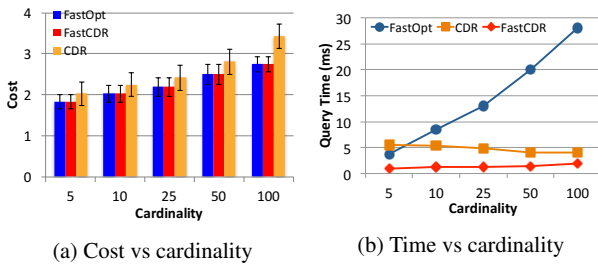 FastOpt
FastCDR
CDR
4
3
2
1
0
Cost
5 10 25 50 100
Cardinality
(a) Cost vs cardinality
FastOpt CDR FastCDR
30
25
20
15
10
5
0
Query Time (ms)
5 10 25 50 100
Cardinality
(b) Time vs cardinality